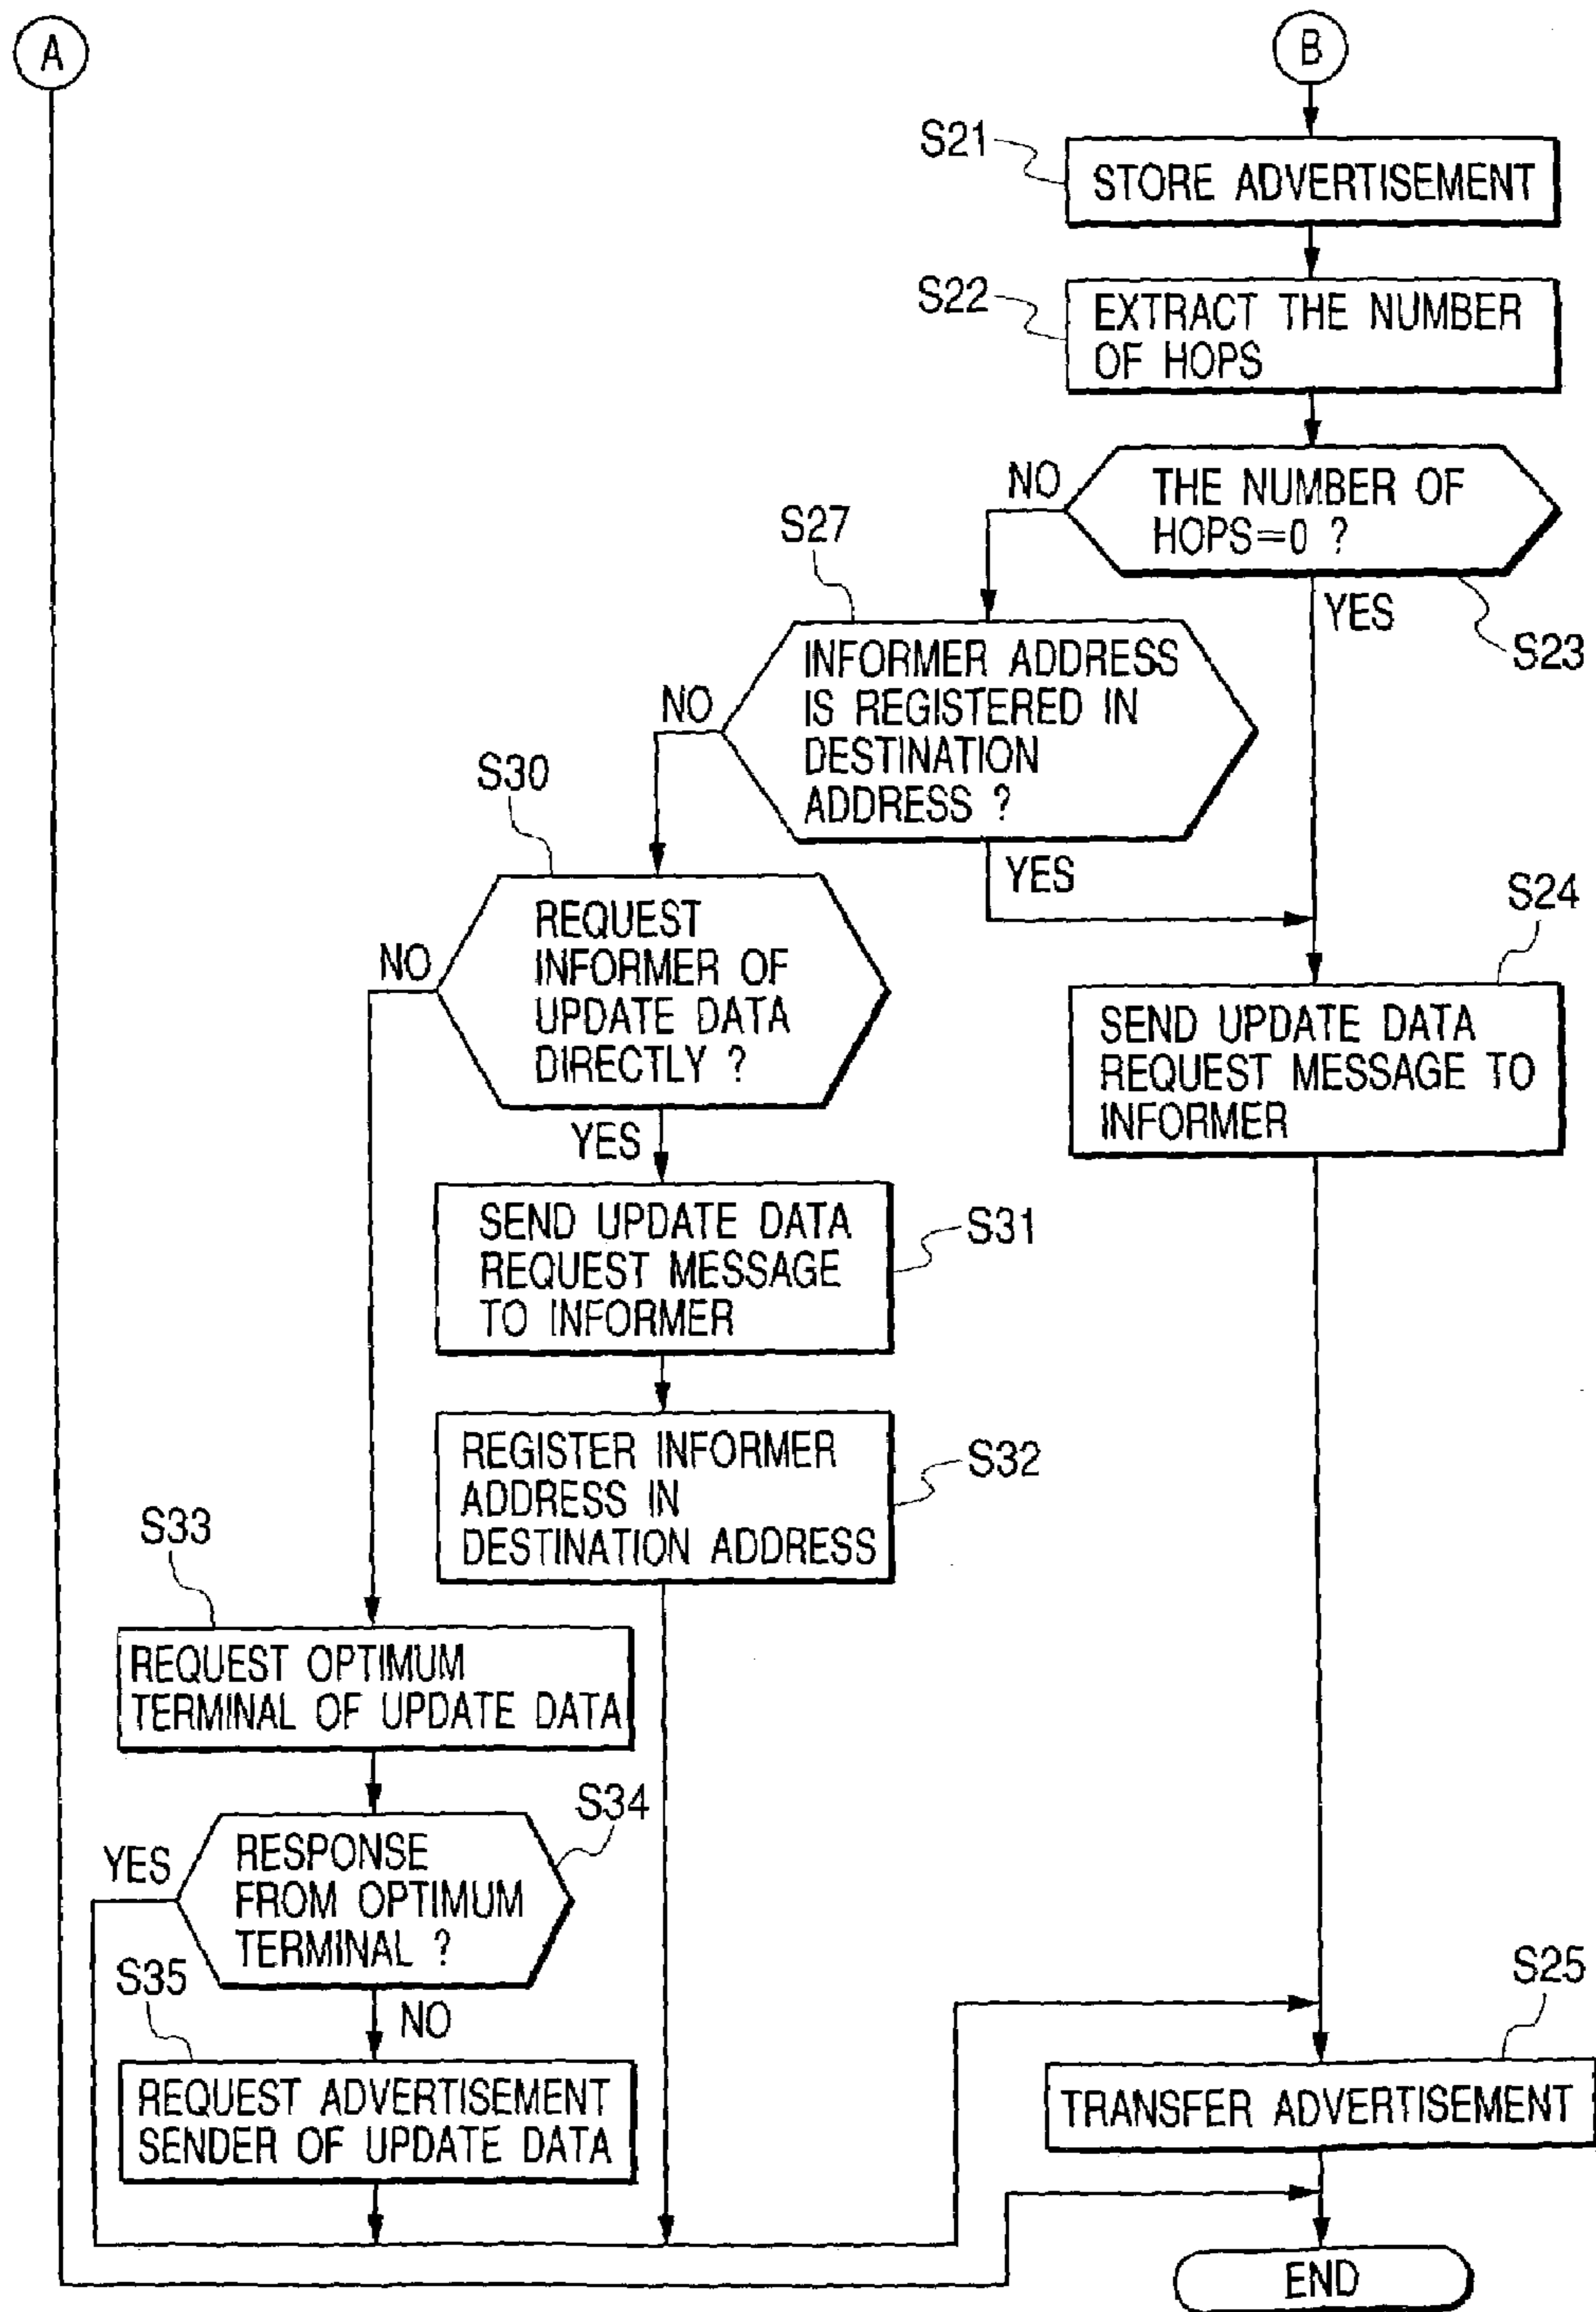 A
B
S21
STORE ADVERTISEMENT
S22
EXTRACT THE NUMBER
OF HOPS
NO
THE NUMBER OF
HOPS=0 ?
S27
YES
S23
INFORMER ADDRESS
IS REGISTERED IN
DESTINATION
ADDRESS ?
NO
S30
YES
S24
REQUEST
INFORMER OF
UPDATE DATA
DIRECTLY ?
NO
SEND UPDATE DATA
REQUEST MESSAGE TO
INFORMER
YES
SEND UPDATE DATA
REQUEST MESSAGE
TO INFORMER
S31
REGISTER INFORMER
ADDRESS IN
DESTINATION ADDRESS
S32
S33
REQUEST OPTIMUM
TERMINAL OF UPDATE DATA
S34
YES
RESPONSE
FROM OPTIMUM
TERMINAL ?
S35
NO
S25
REQUEST ADVERTISEMENT
SENDER OF UPDATE DATA
TRANSFER ADVERTISEMENT
END